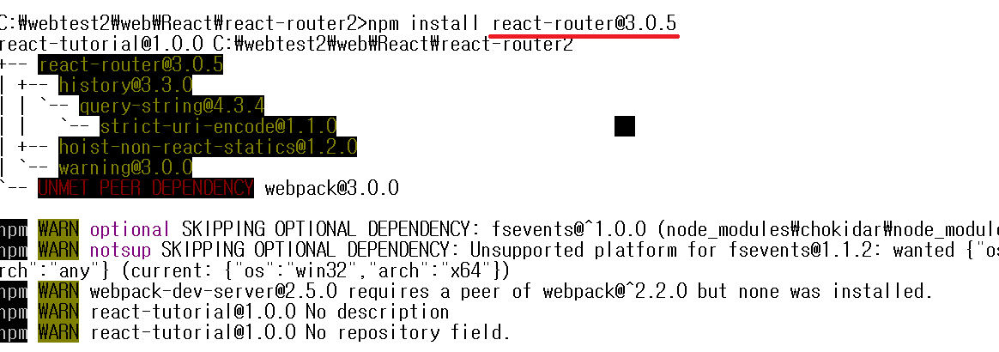 C:₩webtest2₩web₩React₩react-router2>npm install react-router@3.0.5
react-tutorial@1.0.0 C:₩webtest2₩web₩React₩react-router2
+-- react-router@3.0.5
| +-- history@3.3.0
| | `-- query-string@4.3.4
| |   `-- strict-uri-encode@1.1.0
| +-- hoist-non-react-statics@1.2.0
| `-- warning@3.0.0
`-- UNMET PEER DEPENDENCY webpack@3.0.0
npm WARN optional SKIPPING OPTIONAL DEPENDENCY: fsevents@^1.0.0 (node_modules₩chokidar₩node_module
npm WARN notsup SKIPPING OPTIONAL DEPENDENCY: Unsupported platform for fsevents@1.1.2: wanted {"os
rch":"any"} (current: {"os":"win32","arch":"x64"})
npm WARN webpack-dev-server@2.5.0 requires a peer of webpack@^2.2.0 but none was installed.
npm WARN react-tutorial@1.0.0 No description
npm WARN react-tutorial@1.0.0 No repository field.